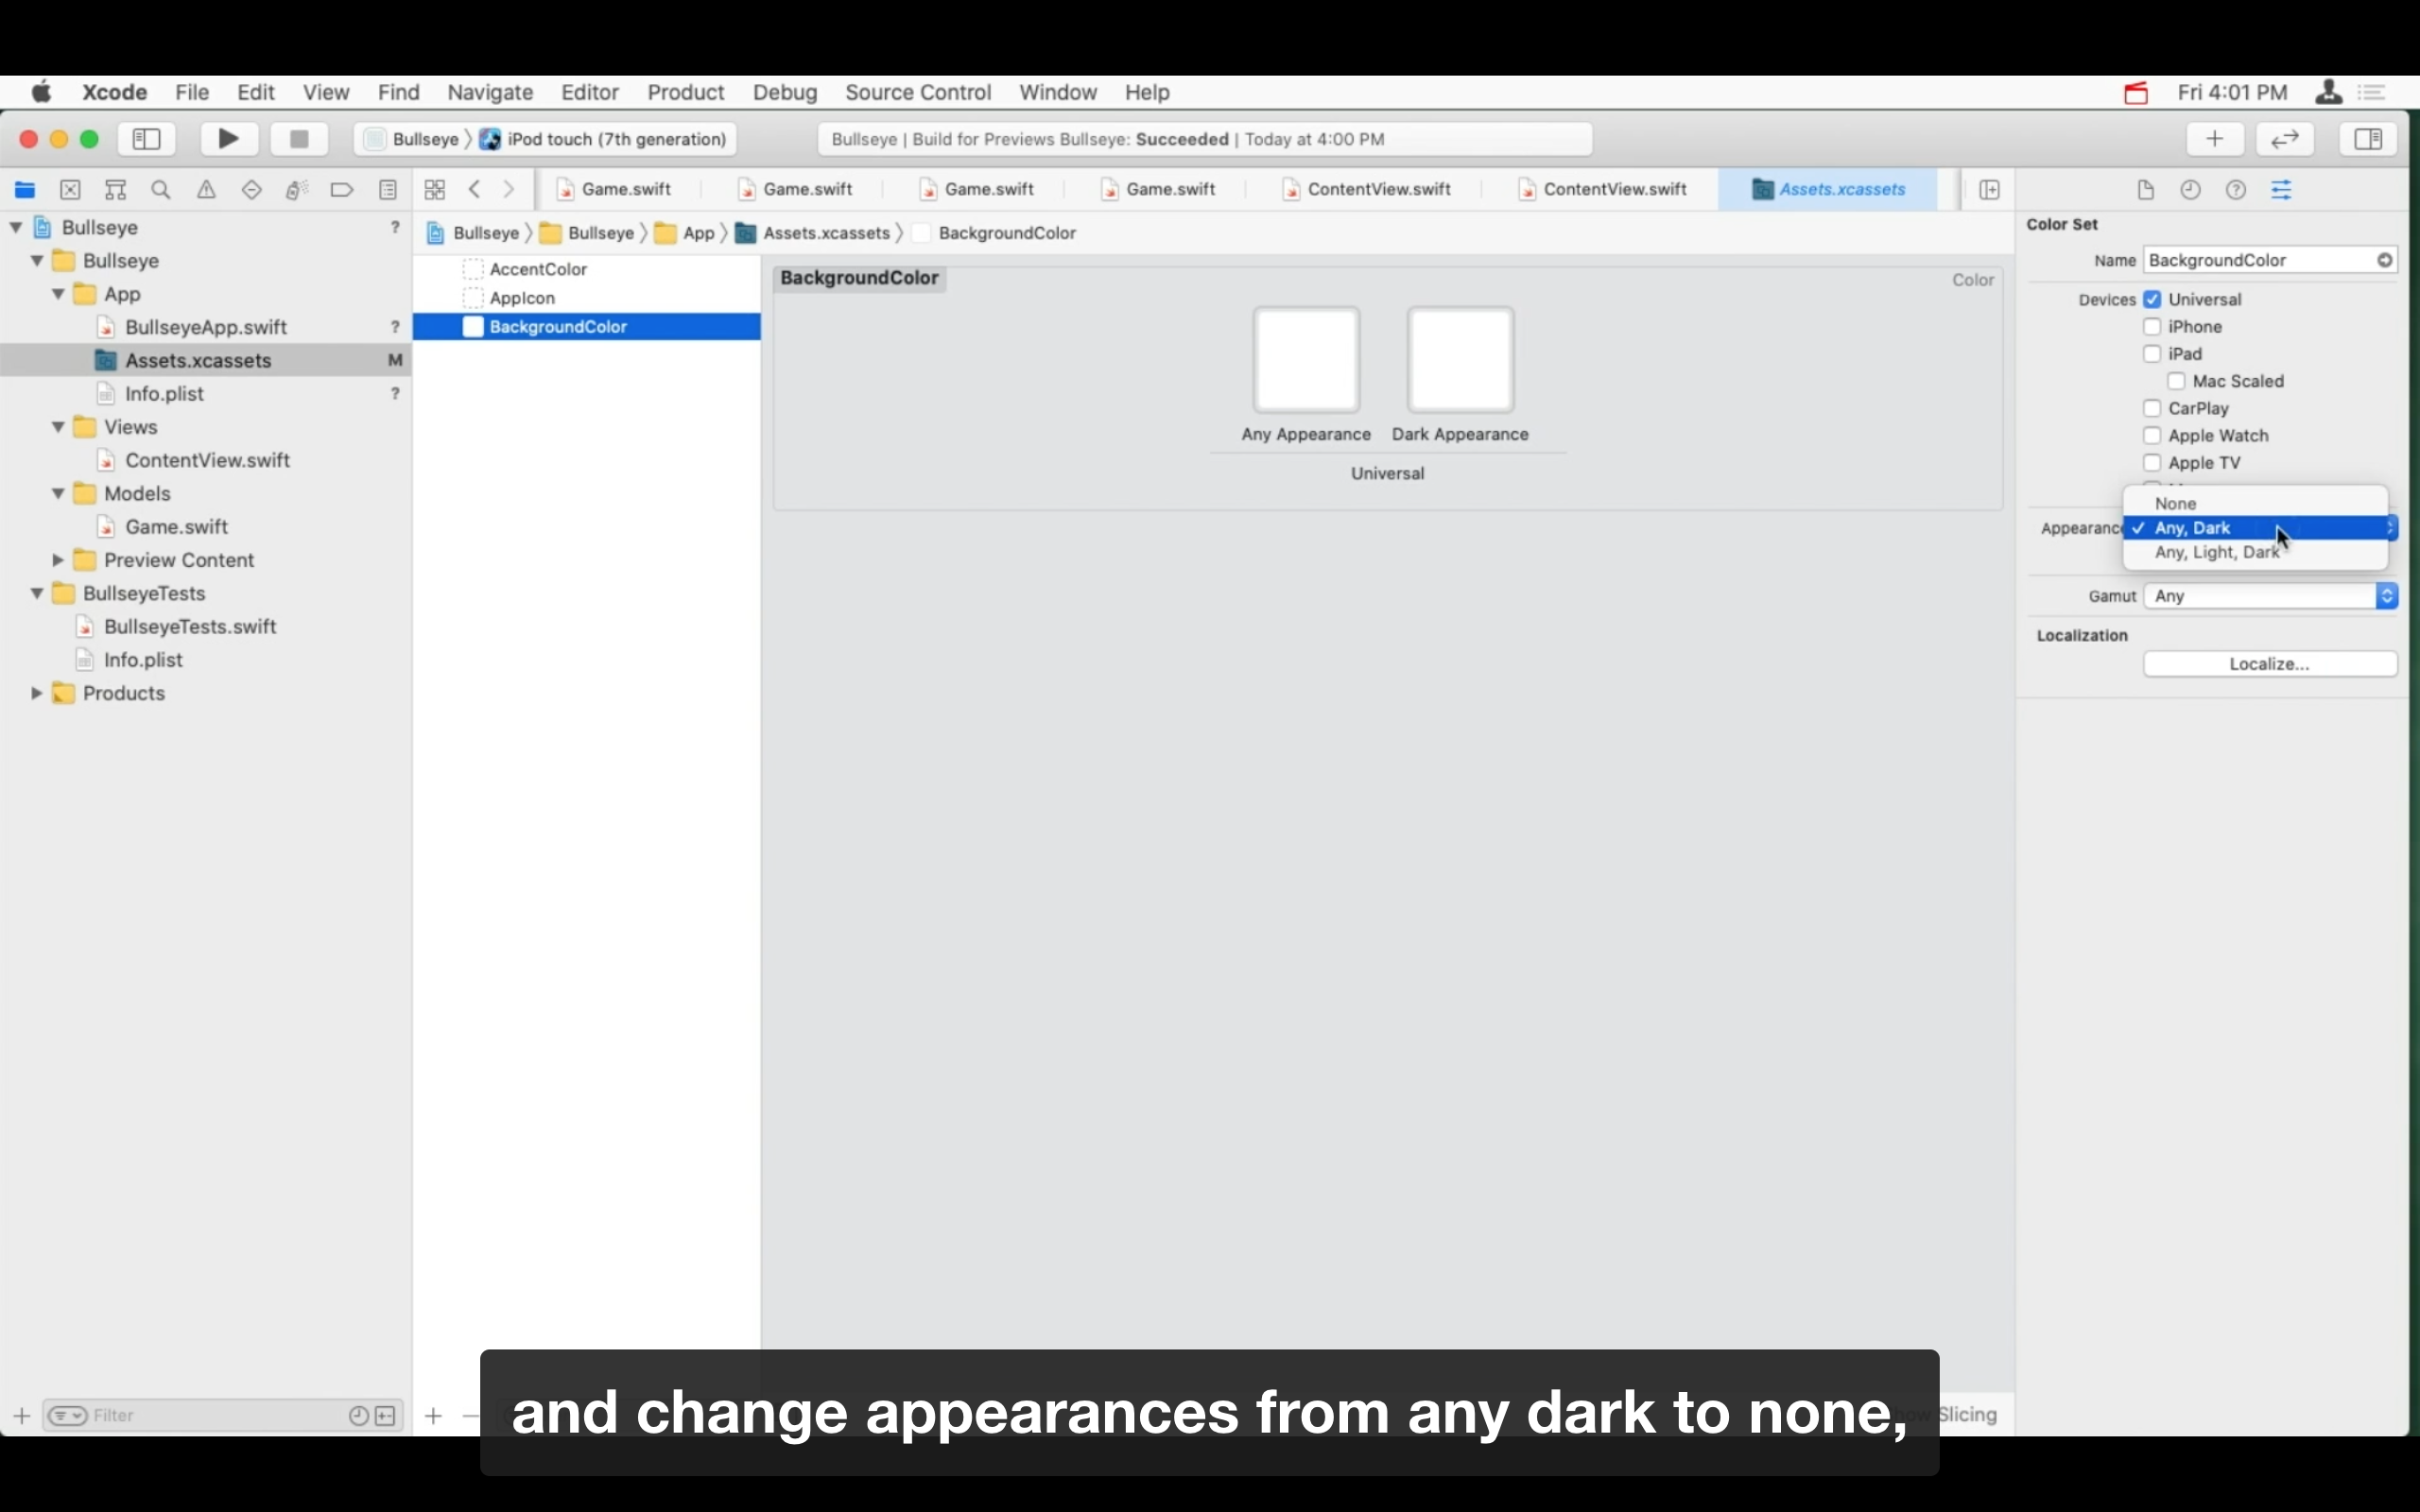 Xcode File Edit View Find Navigate Editor Product Debug Source Control Window Help Fri 4:01 PM
Bullseye iPod touch (7th generation) Bullseye | Build for Previews Bullseye: Succeeded | Today at 4:00 PM
Game.swift Game.swift Game.swift Game.swift ContentView.swift ContentView.swift Assets.xcassets
Bullseye ?
Bullseye
App
BullseyeApp.swift ?
Assets.xcassets M
Info.plist ?
Views
ContentView.swift
Models
Game.swift
Preview Content
BullseyeTests
BullseyeTests.swift
Info.plist
Products
Filter
Bullseye Bullseye App Assets.xcassets BackgroundColor
AccentColor
AppIcon
BackgroundColor
BackgroundColor Color
Any Appearance Dark Appearance
Universal
Color Set
Name BackgroundColor
Devices Universal
iPhone
iPad
Mac Scaled
CarPlay
Apple Watch
Apple TV
None
Appearanc Any, Dark
Any, Light, Dark
Gamut Any
Localization
Localize...
Slicing
and change appearances from any dark to none,